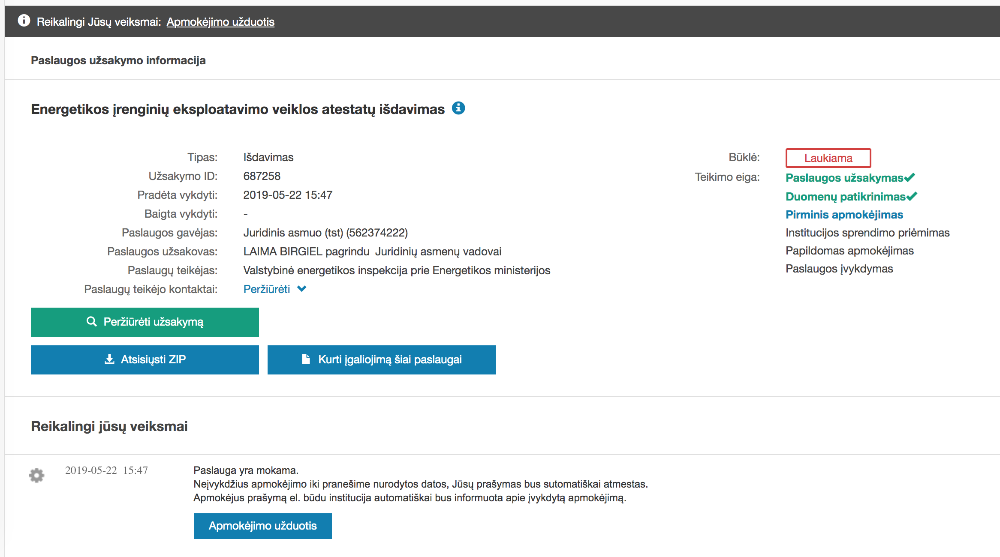 Reikalingi Jūsų veiksmai: Apmokėjimo užduotis
Paslaugos užsakymo informacija
Energetikos įrenginių eksploatavimo veiklos atestatų išdavimas
Tipas: Išdavimas
Užsakymo ID: 687258
Pradėta vykdyti: 2019-05-22 15:47
Baigta vykdyti: -
Paslaugos gavėjas: Juridinis asmuo (tst) (562374222)
Paslaugos užsakovas: LAIMA BIRGIEL pagrindu Juridinių asmenų vadovai
Paslaugų teikėjas: Valstybinė energetikos inspekcija prie Energetikos ministerijos
Paslaugų teikėjo kontaktai: Peržiūrėti
Būklė: Laukiama
Teikimo eiga: Paslaugos užsakymas
Duomenų patikrinimas
Pirminis apmokėjimas
Institucijos sprendimo priėmimas
Papildomas apmokėjimas
Paslaugos įvykdymas
Peržiūrėti užsakymą
Atsisiųsti ZIP
Kurti įgaliojimą šiai paslaugai
Reikalingi jūsų veiksmai
2019-05-22 15:47
Paslauga yra mokama.
Neįvykdžius apmokėjimo iki pranešime nurodytos datos, Jūsų prašymas bus sutomatiškai atmestas.
Apmokėjus prašymą el. būdu institucija automatiškai bus informuota apie įvykdytą apmokėjimą.
Apmokėjimo užduotis